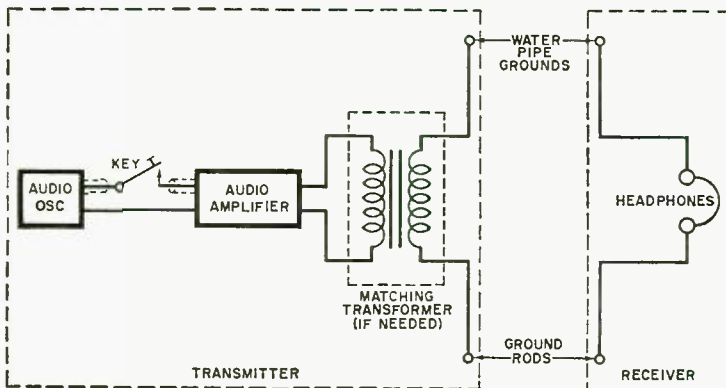 WATER
PIPE
GROUNDS
KEY
AUDIO
OSC
AUDIO
AMPLIFIER
HEADPHONES
MATCHING
TRANSFORMER
(IF NEEDED)
GROUND
RODS
TRANSMITTER
RECEIVER